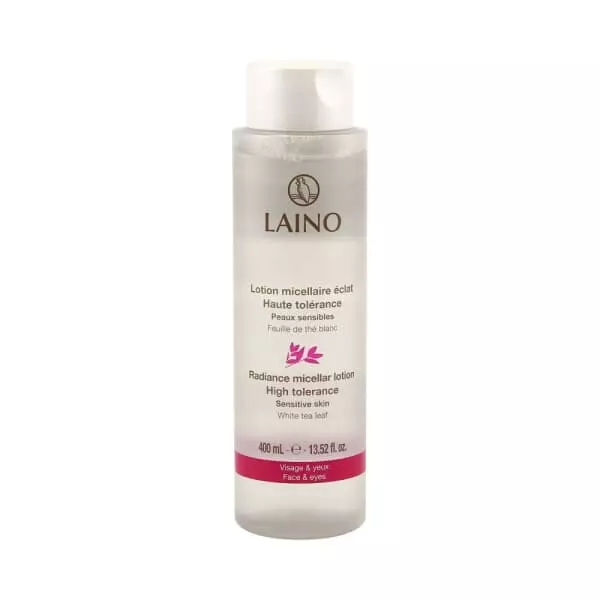 LAINO
Lotion micellaire éclat
Haute tolérance
Peaux sensibles
Feuille de thé blanc
Radiance micellar lotion
High tolerance
Sensitive skin
White tea leaf
400 mL - ℮ - 13.52 fl. oz.
Visage & yeux
Face & eyes